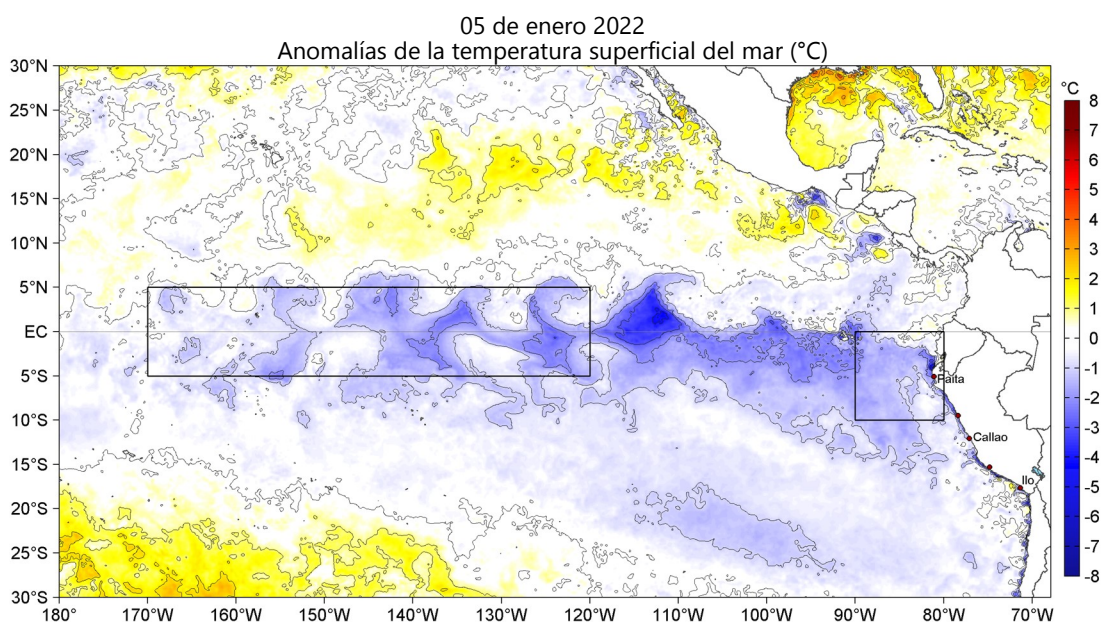 05 de enero 2022
Anomalías de la temperatura superficial del mar (°C)
30°N
25°N
20°N
15°N
10°N
5°N
EC
5°S
10°S
15°S
20°S
25°S
30°S
180
170°W
160°W
150°W
140°W
130°W
120°W
110°W
100°W
90°W
80°W
70°W
Paita
Callao
Ilo
°C
8
7
6
5
4
3
2
1
0
-1
-2
-3
-4
-5
-6
-7
-8